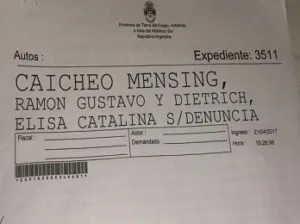 Provincia de Tierra del Fuego, Antártida
e Islas del Atlántico Sur
República Argentina
Autos :
Expediente: 3511
CAICHEO MENSING,
RAMON GUSTAVO Y DIETRICH,
ELISA CATALINA S/DENUNCIA
Fiscal :
Actor :
Demandado :
Ingreso : 21/04/2017
Hora : 10:26:08